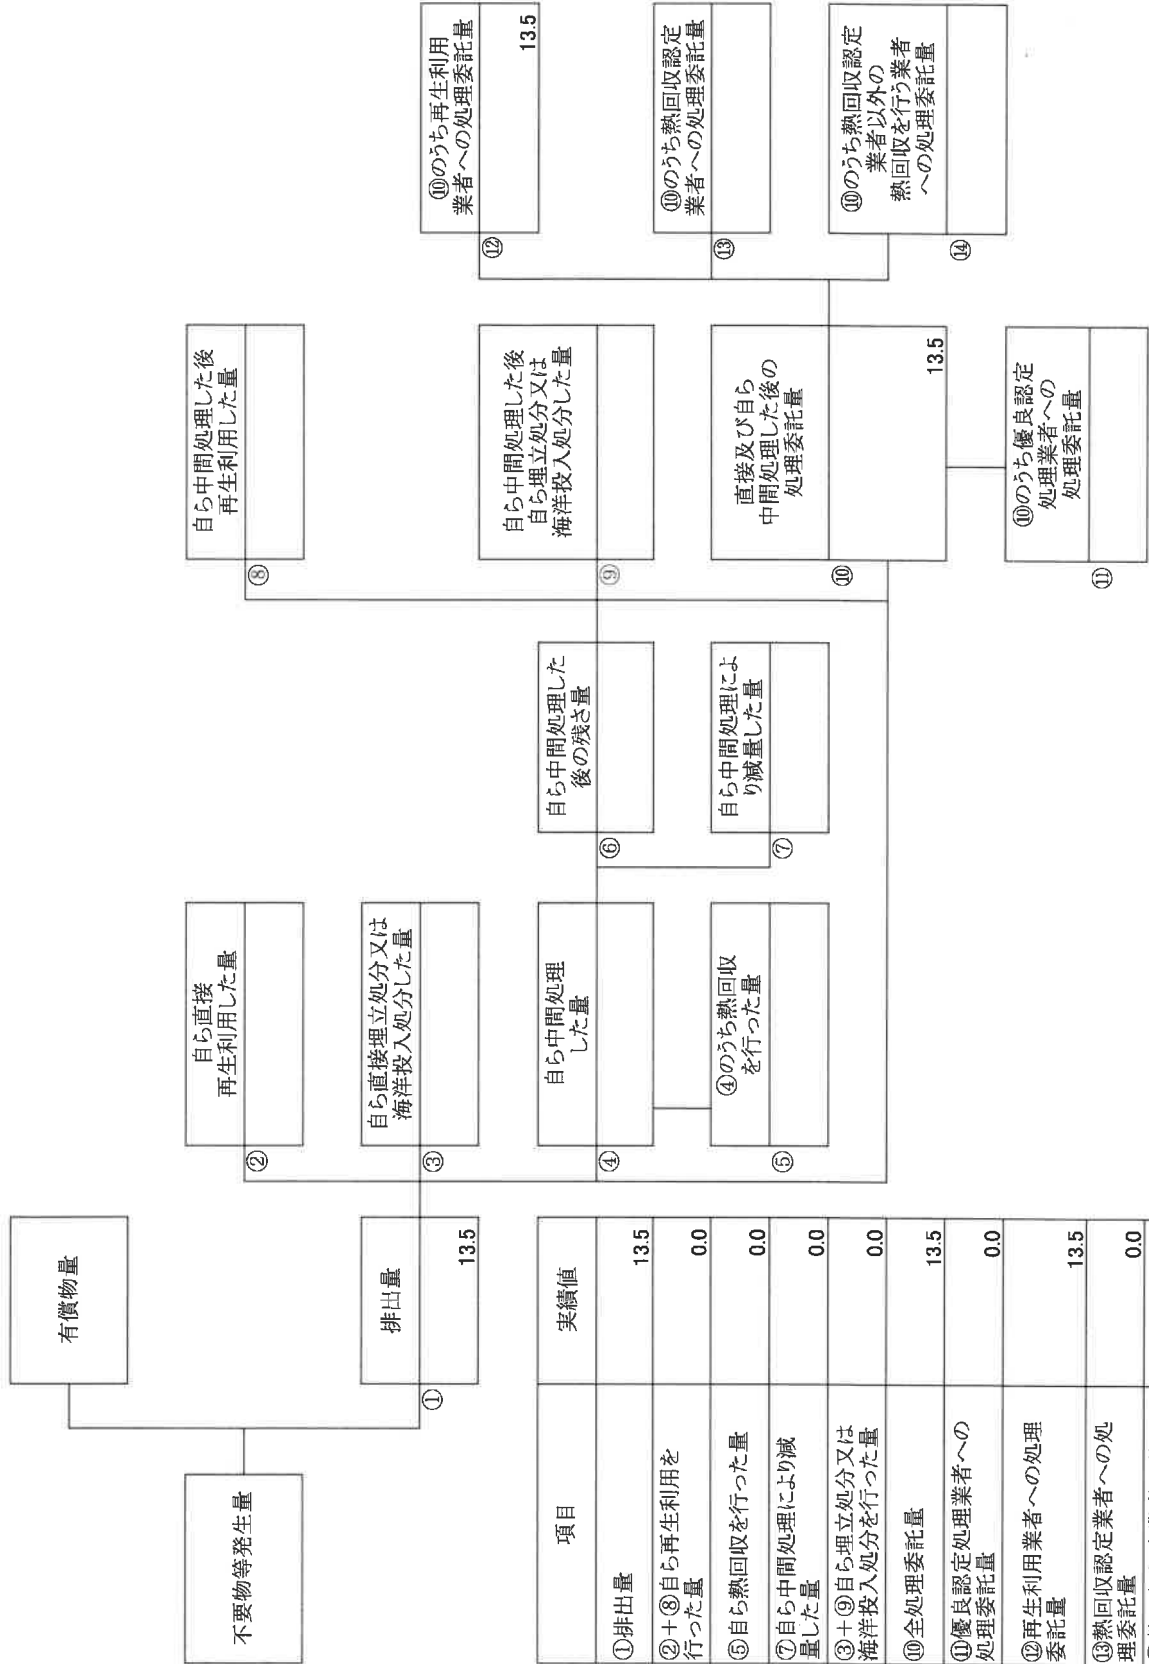 不要物等発生量
有償物量
排出量
①
13.5
自ら直接
再生利用した量
②
自ら直接埋立処分又は
海洋投入処分した量
③
自ら中間処理
した量
④
④のうち熱回収
を行った量
⑤
自ら中間処理した
後の残さ量
⑥
自ら中間処理によ
り減量した量
⑦
自ら中間処理した後
再生利用した量
⑧
自ら中間処理した後
自ら埋立処分又は
海洋投入処分した量
⑨
直接及び自ら
中間処理した後の
処理委託量
⑩
13.5
⑩のうち優良認定
処理業者への
処理委託量
⑪
⑩のうち再生利用
業者への処理委託量
⑫
13.5
⑩のうち熱回収認定
業者への処理委託量
⑬
⑩のうち熱回収認定
業者以外の
熱回収を行う業者
への処理委託量
⑭
項目 実績値
①排出量 13.5
②+⑧自ら再生利用を
行った量 0.0
⑤自ら熱回収を行った量 0.0
⑦自ら中間処理により減
量した量 0.0
③+⑨自ら埋立処分又は
海洋投入処分を行った量 0.0
⑩全処理委託量 13.5
⑪優良認定処理業者への
処理委託量 0.0
⑫再生利用業者への処理
委託量 13.5
⑬熱回収認定業者への処
理委託量 0.0